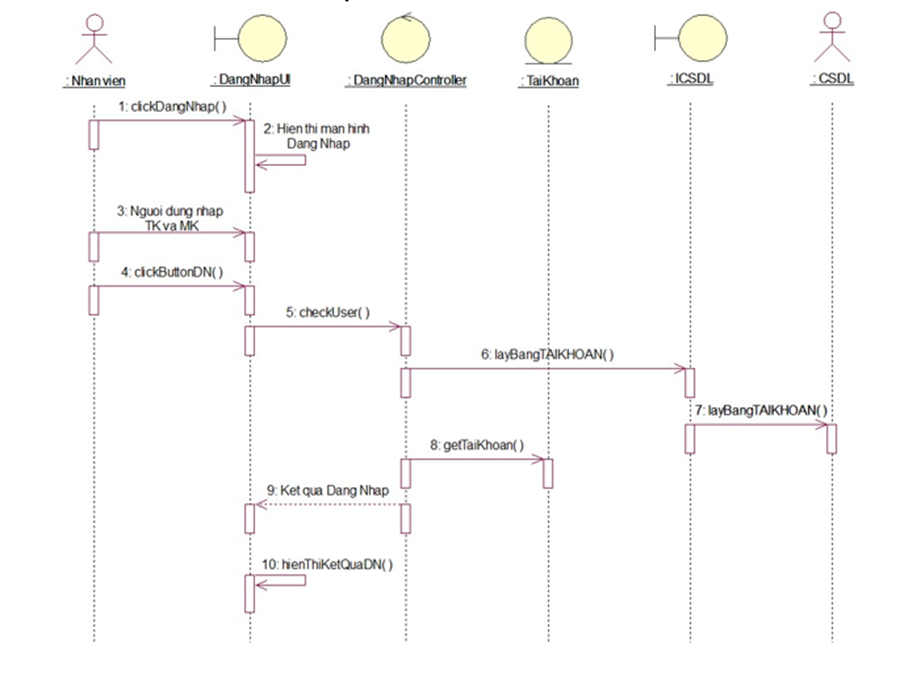 : Nhan vien
: DangNhapUI
: DangNhapController
: TaiKhoan
: ICSDL
: CSDL
1: clickDangNhap( )
2: Hien thi man hinh
Dang Nhap
3: Nguoi dung nhap
TK va MK
4: clickButtonDN( )
5: checkUser( )
6: layBangTAIKHOAN( )
7: layBangTAIKHOAN( )
8: getTaiKhoan( )
9: Ket qua Dang Nhap
10: hienThiKetQuaDN( )